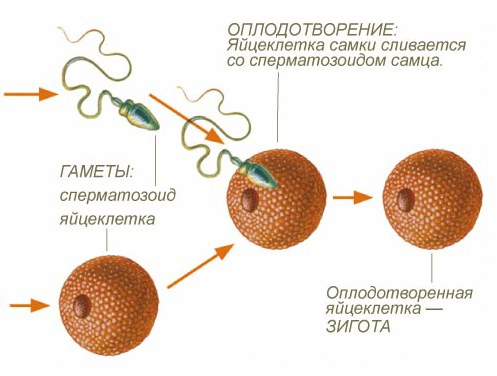 ОПЛОДОТВОРЕНИЕ:
Яйцеклетка самки сливается
со сперматозоидом самца.
ГАМЕТЫ:
сперматозоид
яйцеклетка
Оплодотворенная
яйцеклетка —
ЗИГОТА